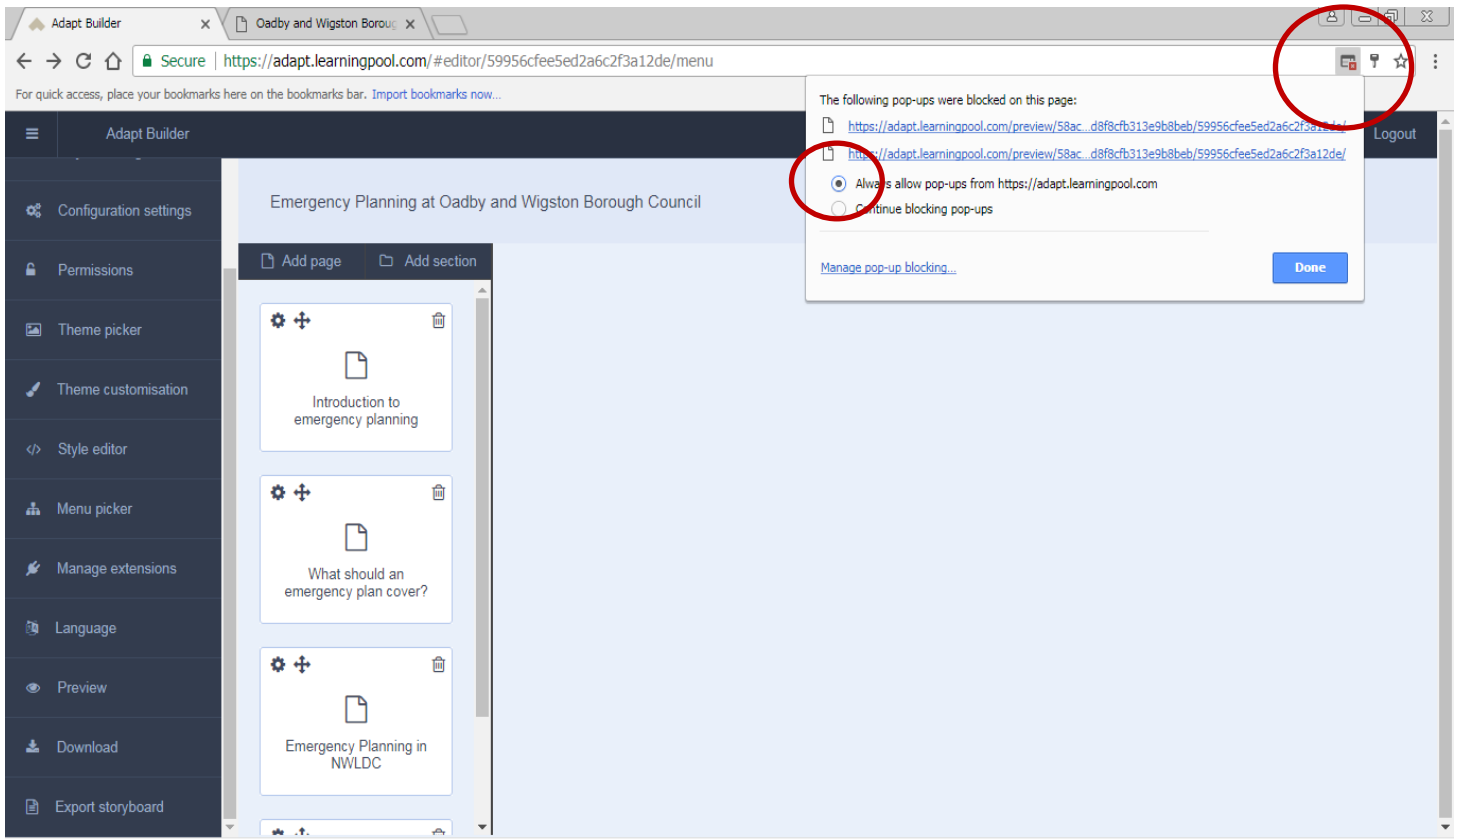 Adapt Builder
Oadby and Wigston Boroug
Secure
https://adapt.learningpool.com/#editor/59956cfee5ed2a6c2f3a12de/menu
For quick access, place your bookmarks here on the bookmarks bar. Import bookmarks now...
Adapt Builder
Logout
Configuration settings
Permissions
Theme picker
Theme customisation
Style editor
Menu picker
Manage extensions
Language
Preview
Download
Export storyboard
Emergency Planning at Oadby and Wigston Borough Council
Add page
Add section
Introduction to
emergency planning
What should an
emergency plan cover?
Emergency Planning in
NWLDC
The following pop-ups were blocked on this page:
https://adapt.learningpool.com/preview/58ac...d8f8cfb313e9b8beb/59956cfee5ed2a6c2f3a12de/
https://adapt.learningpool.com/preview/58ac...d8f8cfb313e9b8beb/59956cfee5ed2a6c2f3a12de/
Always allow pop-ups from https://adapt.learningpool.com
Continue blocking pop-ups
Manage pop-up blocking...
Done